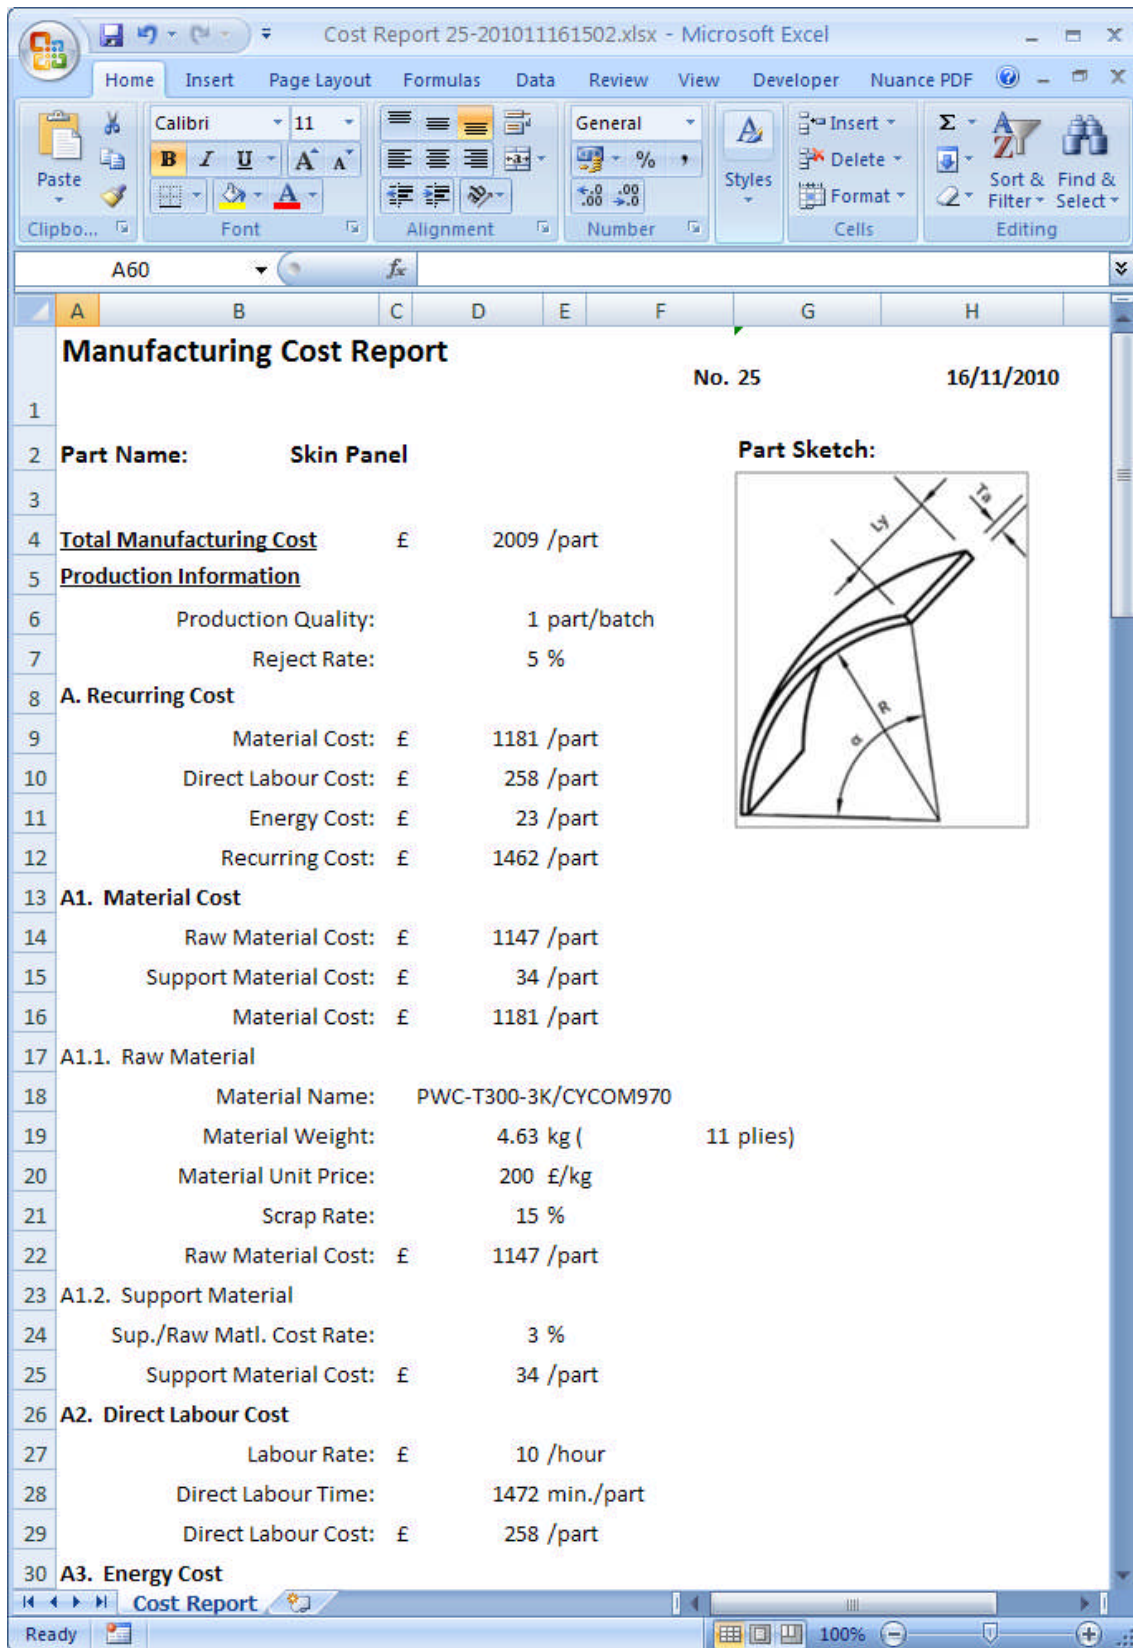 Cost Report 25-201011161502.xlsx - Microsoft Excel
Home Insert Page Layout Formulas Data Review View Developer Nuance PDF
Paste
Calibri 11
General
Styles
Insert
Delete
Format
Sort & Filter
Find & Select
Clipbo... Font Alignment Number Cells Editing
A60 fx
A B C D E F G H
1 Manufacturing Cost Report No. 25 16/11/2010
2 Part Name: Skin Panel Part Sketch:
3
4 Total Manufacturing Cost £ 2009 /part
5 Production Information
6 Production Quality: 1 part/batch
7 Reject Rate: 5 %
8 A. Recurring Cost
9 Material Cost: £ 1181 /part
10 Direct Labour Cost: £ 258 /part
11 Energy Cost: £ 23 /part
12 Recurring Cost: £ 1462 /part
13 A1. Material Cost
14 Raw Material Cost: £ 1147 /part
15 Support Material Cost: £ 34 /part
16 Material Cost: £ 1181 /part
17 A1.1. Raw Material
18 Material Name: PWC-T300-3K/CYCOM970
19 Material Weight: 4.63 kg ( 11 plies)
20 Material Unit Price: 200 £/kg
21 Scrap Rate: 15 %
22 Raw Material Cost: £ 1147 /part
23 A1.2. Support Material
24 Sup./Raw Matl. Cost Rate: 3 %
25 Support Material Cost: £ 34 /part
26 A2. Direct Labour Cost
27 Labour Rate: £ 10 /hour
28 Direct Labour Time: 1472 min./part
29 Direct Labour Cost: £ 258 /part
30 A3. Energy Cost
Ly
Ta
R
α
Cost Report
Ready 100%